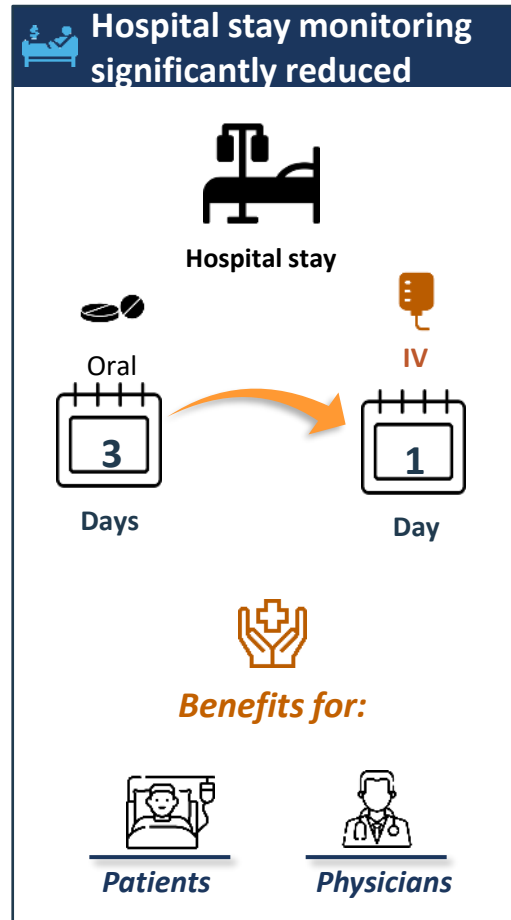 Hospital stay monitoring
significantly reduced
Hospital stay
Oral
IV
3
1
Days
Day
Benefits for:
Patients
Physicians